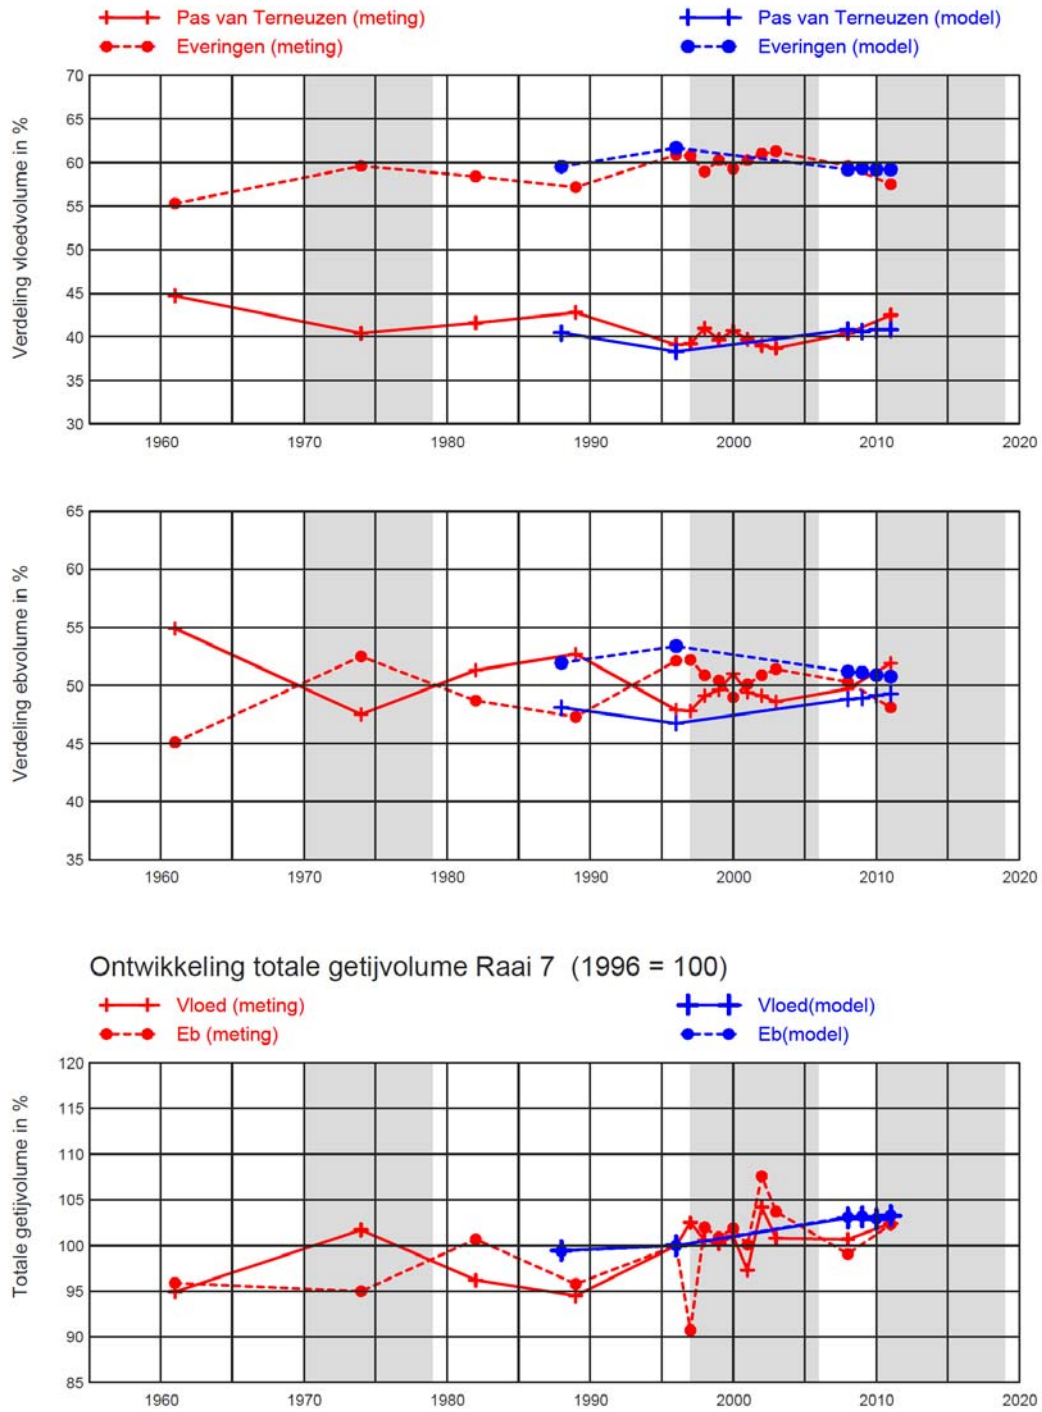 Pas van Terneuzen (meting)
Pas van Terneuzen (model)
Everingen (meting)
Everingen (model)
Verdeling vloedvolume in %
70
65
60
55
50
45
40
35
30
1960 1970 1980 1990 2000 2010 2020
Verdeling ebvolume in %
65
60
55
50
45
40
35
1960 1970 1980 1990 2000 2010 2020
Ontwikkeling totale getijvolume Raai 7 (1996 = 100)
Vloed (meting)
Vloed(model)
Eb (meting)
Eb(model)
Totale getijvolume in %
120
115
110
105
100
95
90
85
1960 1970 1980 1990 2000 2010 2020